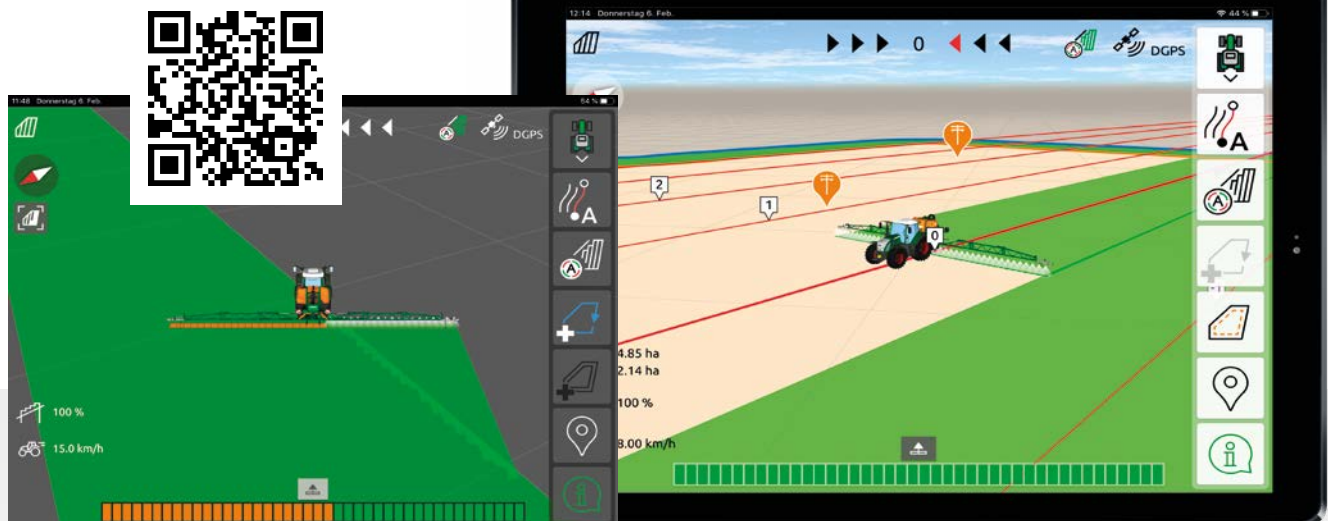 12:14 Donnerstag 6. Feb.
44 %
0
DGPS
A
A
2
1
0
4.85 ha
2.14 ha
100 %
8.00 km/h
11:48 Donnerstag 6. Feb.
54 %
DGPS
A
A
100 %
15.0 km/h